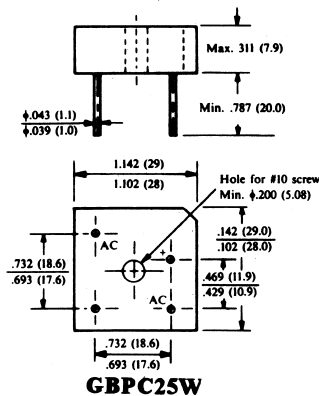 Max. 311 (7.9)
Min. .787 (20.0)
ϕ.043 (1.1)
ϕ.039 (1.0)
1.142 (29)
1.102 (28)
Hole for #10 screw
Min. ϕ.200 (5.08)
AC
+
.142 (29.0)
.102 (28.0)
.732 (18.6)
.693 (17.6)
.469 (11.9)
.429 (10.9)
AC
.732 (18.6)
.693 (17.6)
GBPC25W